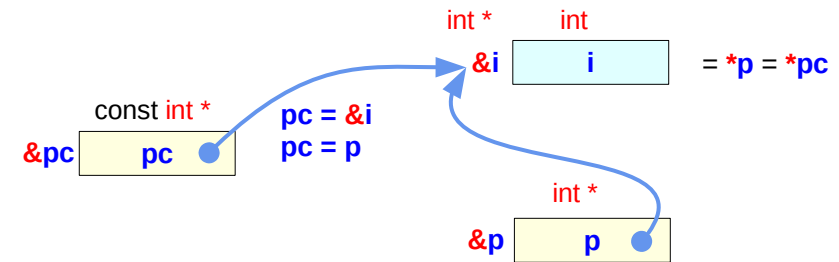 int * int
&i i = *p = *pc
const int *
pc = &i
&pc pc pc = p
int *
&p p